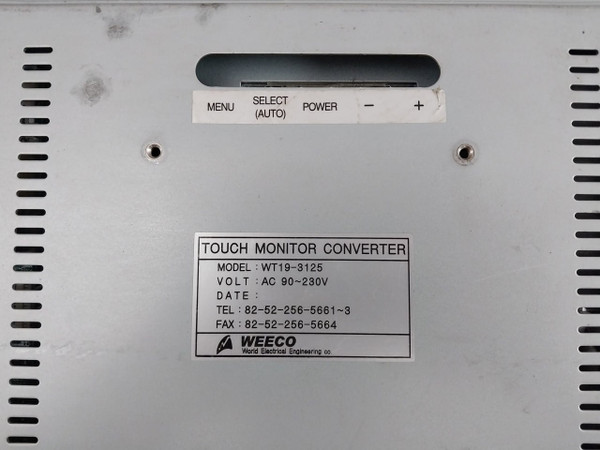 MENU SELECT (AUTO) POWER − +
TOUCH MONITOR CONVERTER
MODEL : WT19-3125
VOLT : AC 90~230V
DATE :
TEL : 82-52-256-5661~3
FAX : 82-52-256-5664
WEECO
World Electrical Engineering co.